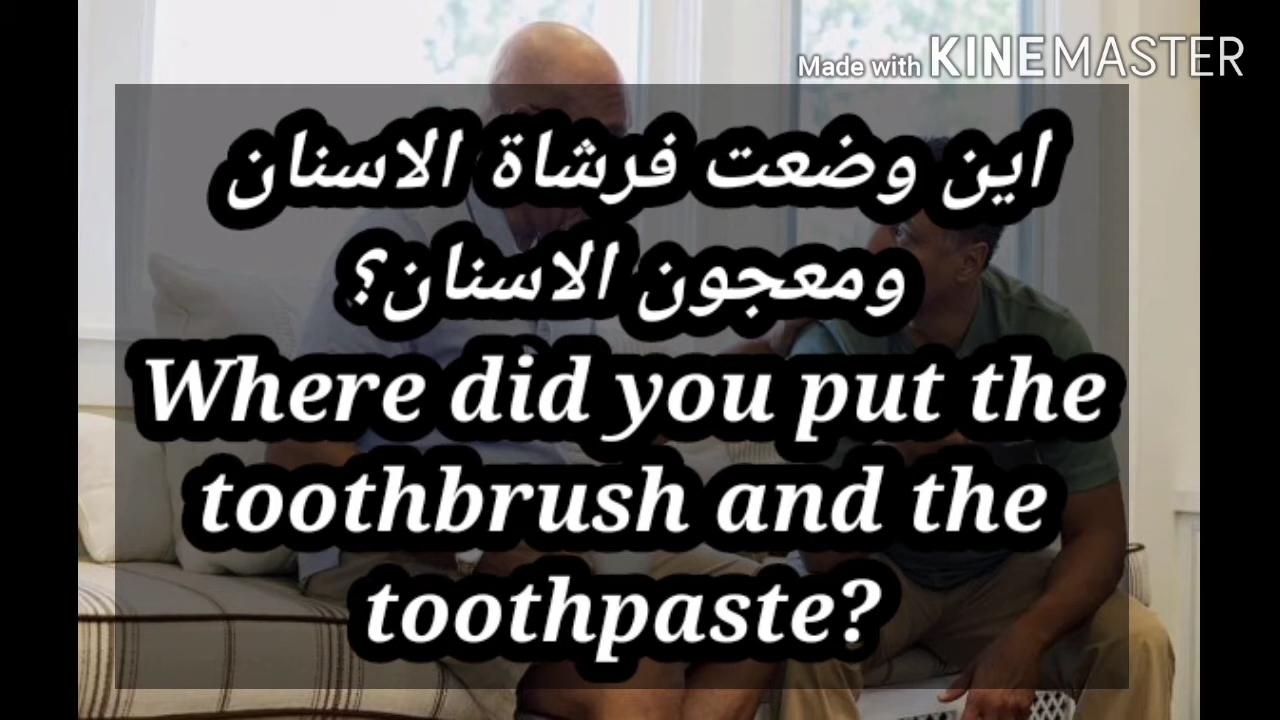 Made with KINEMASTER
اين وضعت فرشاة الاسنان
ومعجون الاسنان؟
Where did you put the
toothbrush and the
toothpaste?